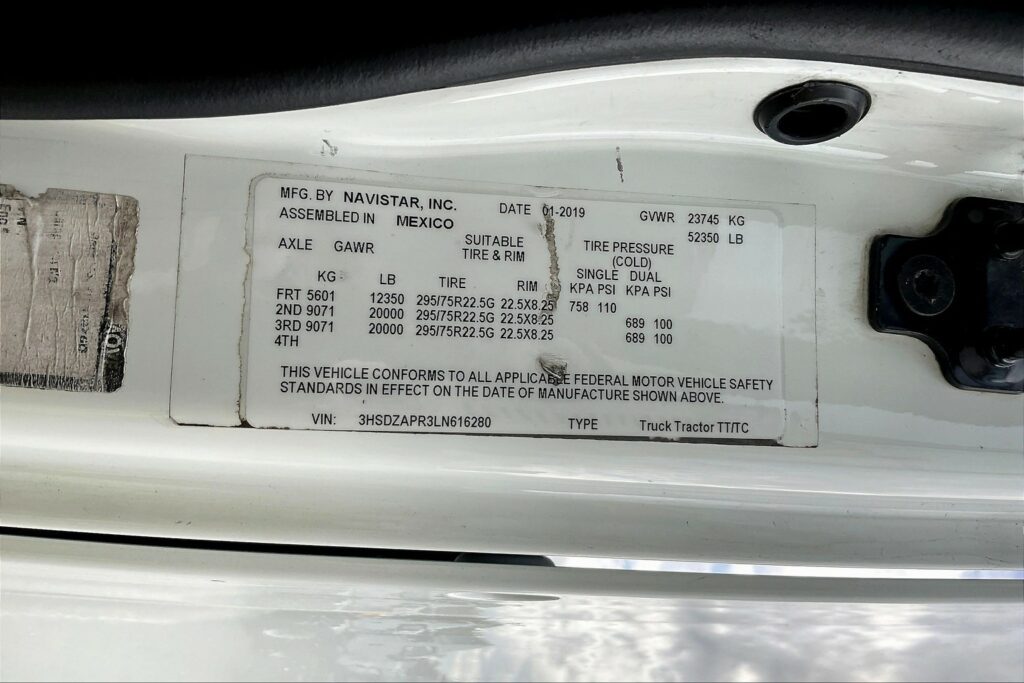 MFG. BY NAVISTAR, INC. DATE 01-2019 GVWR 23745 KG
ASSEMBLED IN MEXICO 52350 LB
AXLE GAWR SUITABLE TIRE PRESSURE
TIRE & RIM (COLD)
SINGLE DUAL
KG LB TIRE RIM KPA PSI KPA PSI
FRT 5601 12350 295/75R22.5G 22.5X8.25 758 110
2ND 9071 20000 295/75R22.5G 22.5X8.25 689 100
3RD 9071 20000 295/75R22.5G 22.5X8.25 689 100
4TH
THIS VEHICLE CONFORMS TO ALL APPLICABLE FEDERAL MOTOR VEHICLE SAFETY
STANDARDS IN EFFECT ON THE DATE OF MANUFACTURE SHOWN ABOVE.
VIN: 3HSDZAPR3LN616280 TYPE Truck Tractor TT/TC